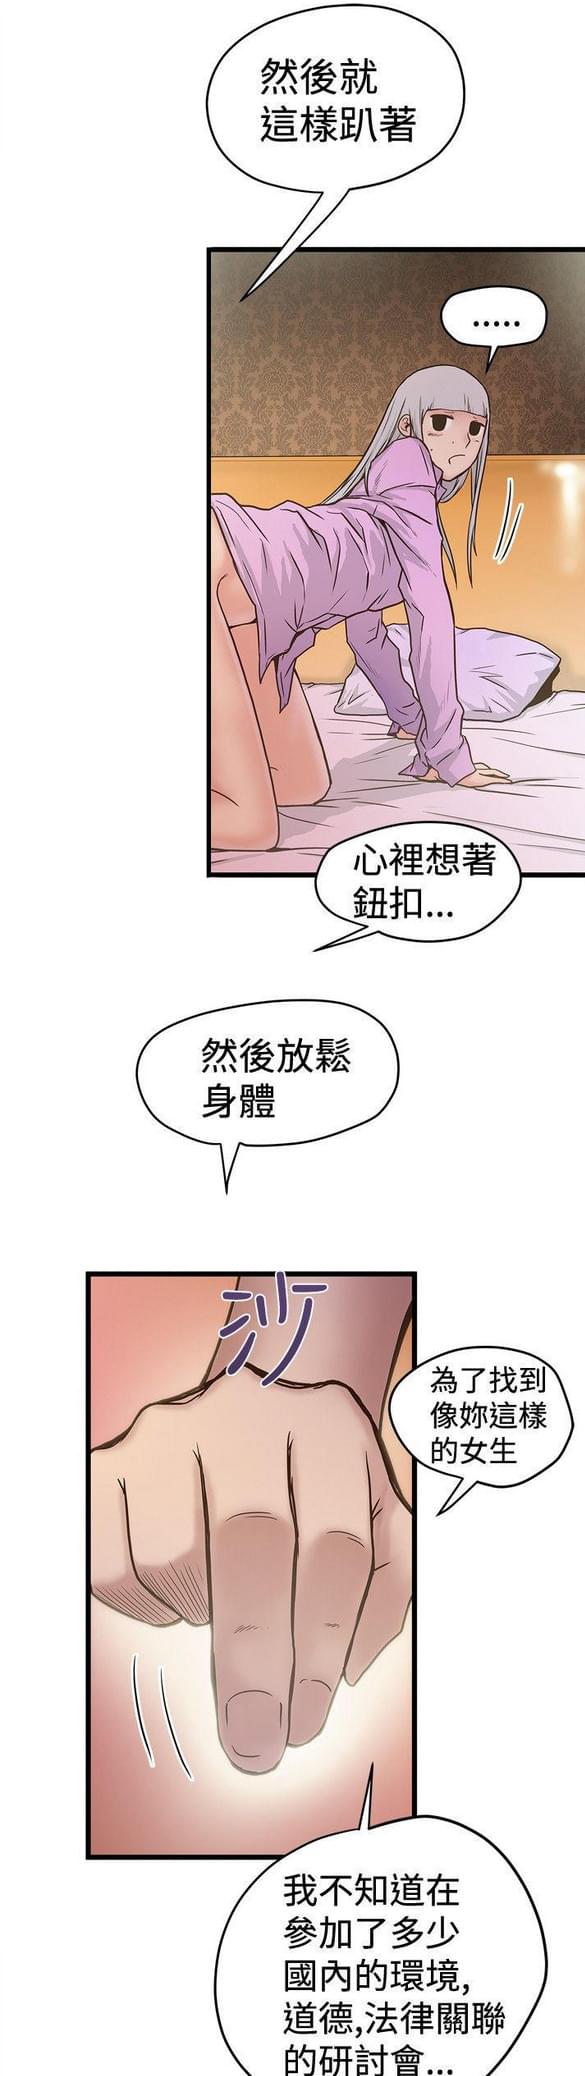 然後就
這樣趴著
.....
心裡想著
鈕扣...
然後放鬆
身體
沙
為了找到
像妳這樣
的女生
我不知道在
參加了多少
國內的環境,
道德,法律關聯
的研討會...